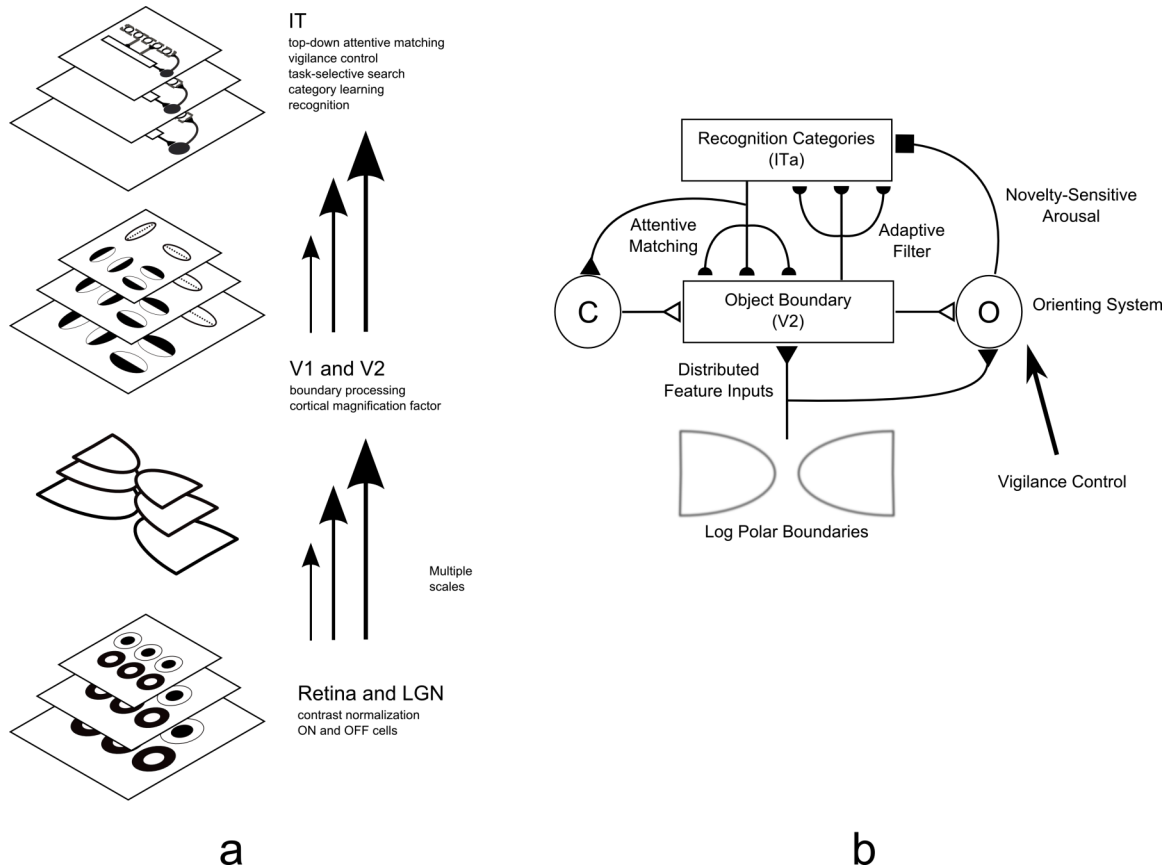 IT
top-down attentive matching
vigilance control
task-selective search
category learning
recognition
V1 and V2
boundary processing
cortical magnification factor
Multiple
scales
Retina and LGN
contrast normalization
ON and OFF cells
a
Recognition Categories
(ITa)
Novelty-Sensitive
Arousal
Attentive
Matching
Adaptive
Filter
C
Object Boundary
(V2)
O
Orienting System
Distributed
Feature Inputs
Vigilance Control
Log Polar Boundaries
b